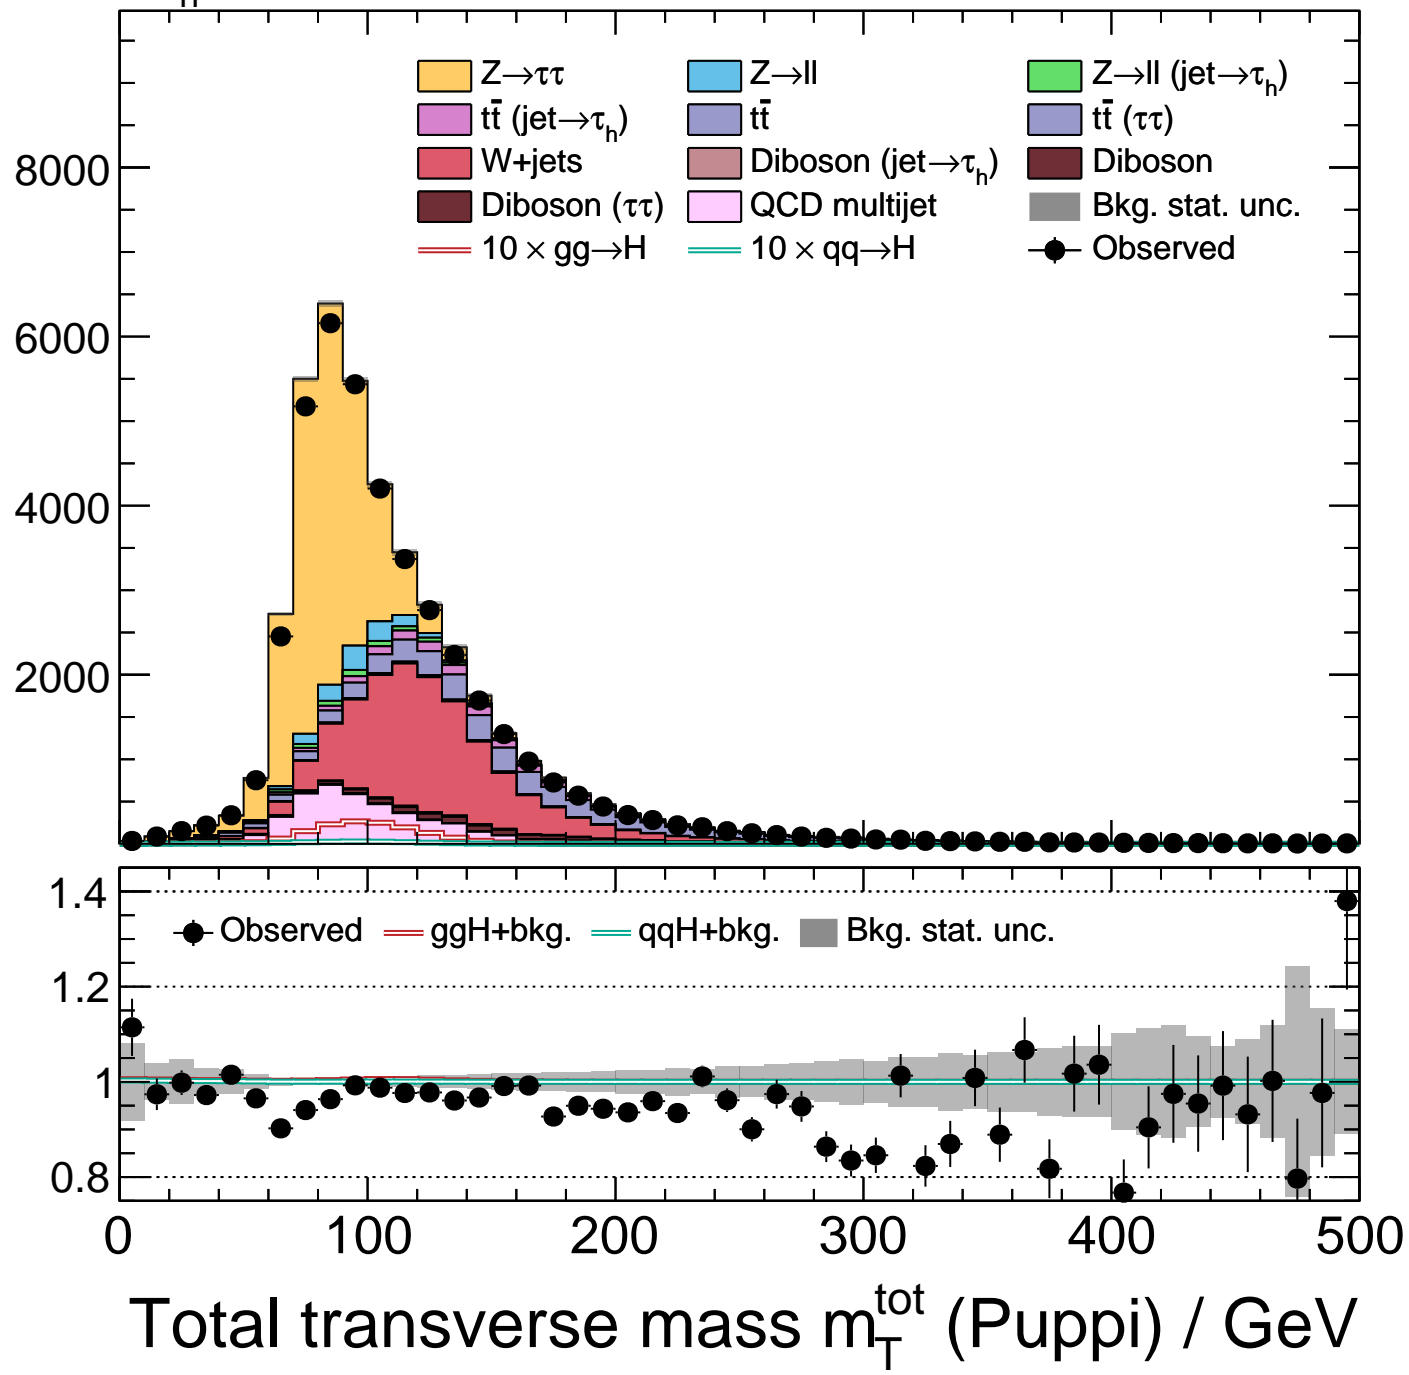 h
Z→ττ Z→ll Z→ll (jet→τh)
tt̄ (jet→τh) tt̄ tt̄ (ττ)
W+jets Diboson (jet→τh) Diboson
Diboson (ττ) QCD multijet Bkg. stat. unc.
10 × gg→H 10 × qq→H Observed
8000
6000
4000
2000
1.4
Observed ggH+bkg. qqH+bkg. Bkg. stat. unc.
1.2
1
0.8
0 100 200 300 400 500
Total transverse mass m_T^tot (Puppi) / GeV